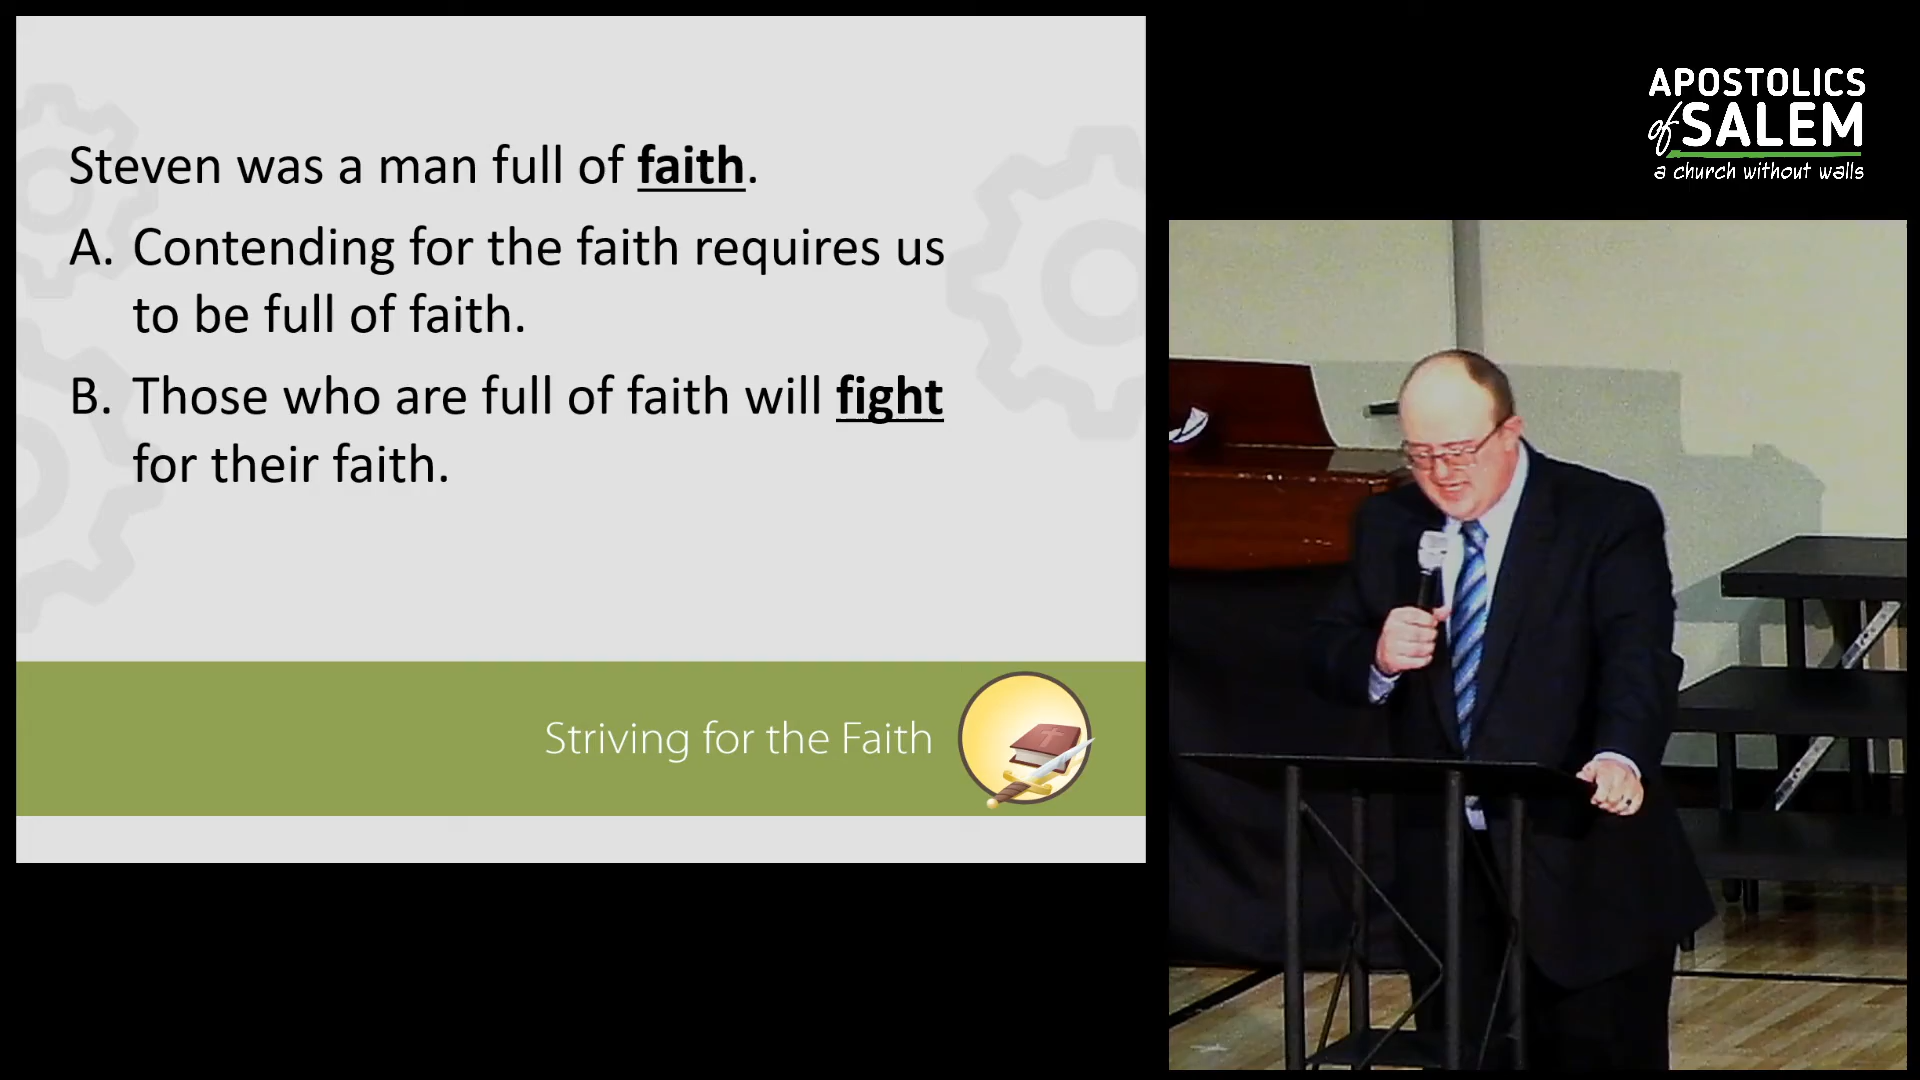 Steven was a man full of faith.
A. Contending for the faith requires us
to be full of faith.
B. Those who are full of faith will fight
for their faith.
Striving for the Faith
APOSTOLICS
of SALEM
a church without walls